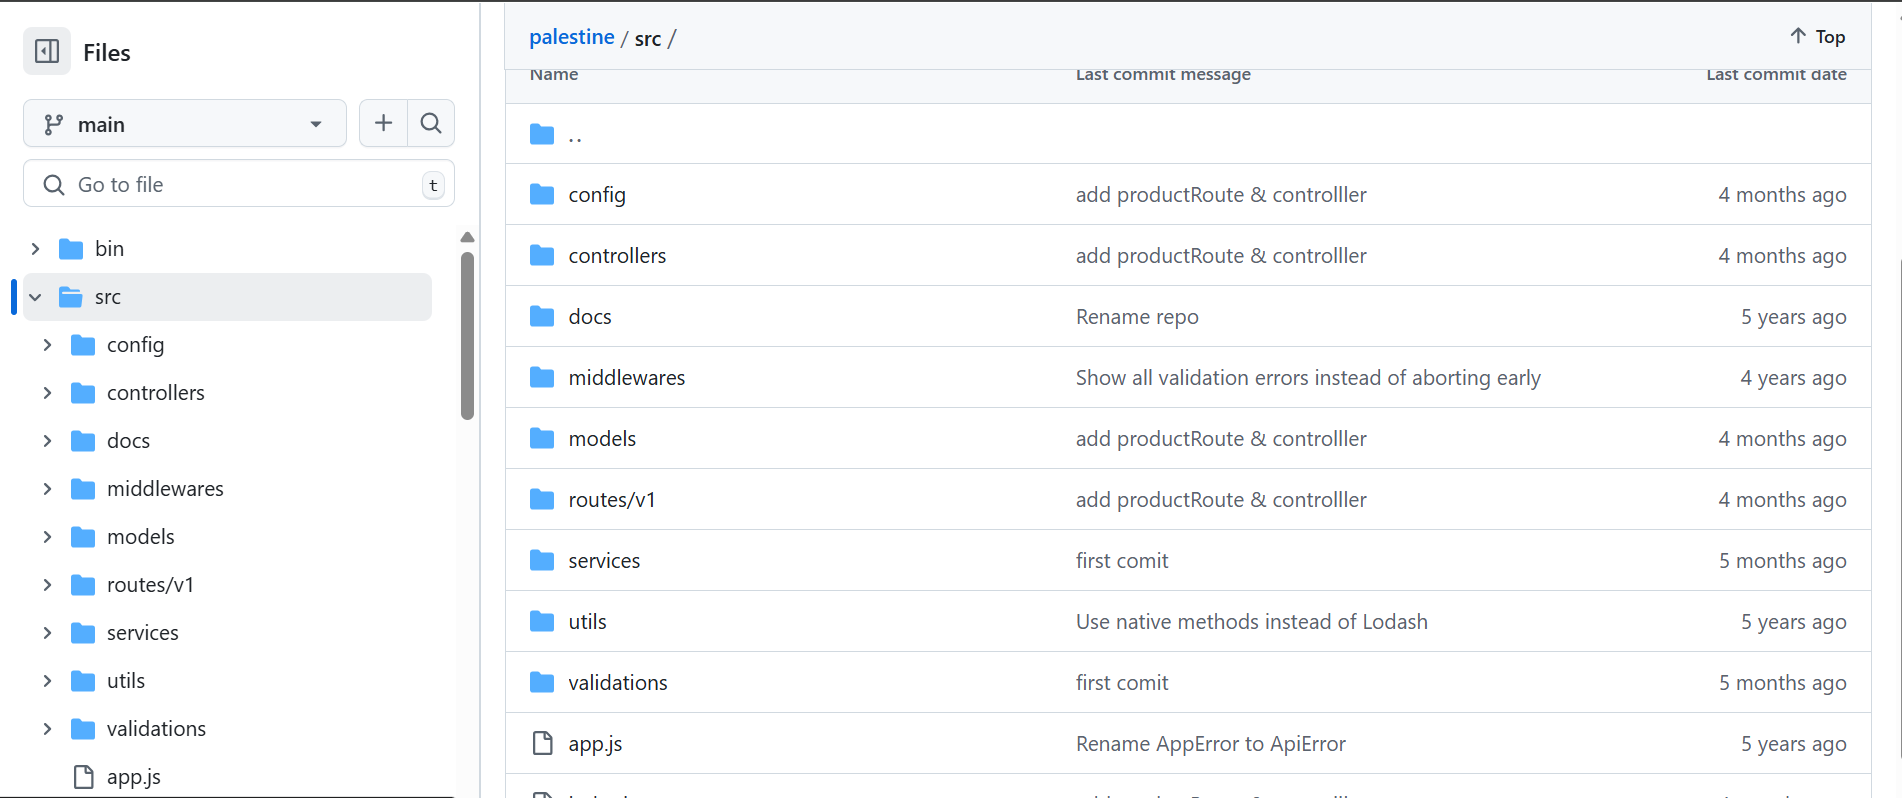 Files
main
Go to file
t
bin
src
config
controllers
docs
middlewares
models
routes/v1
services
utils
validations
app.js
palestine / src /
Top
Name Last commit message Last commit date
..
config add productRoute & controlller 4 months ago
controllers add productRoute & controlller 4 months ago
docs Rename repo 5 years ago
middlewares Show all validation errors instead of aborting early 4 years ago
models add productRoute & controlller 4 months ago
routes/v1 add productRoute & controlller 4 months ago
services first comit 5 months ago
utils Use native methods instead of Lodash 5 years ago
validations first comit 5 months ago
app.js Rename AppError to ApiError 5 years ago